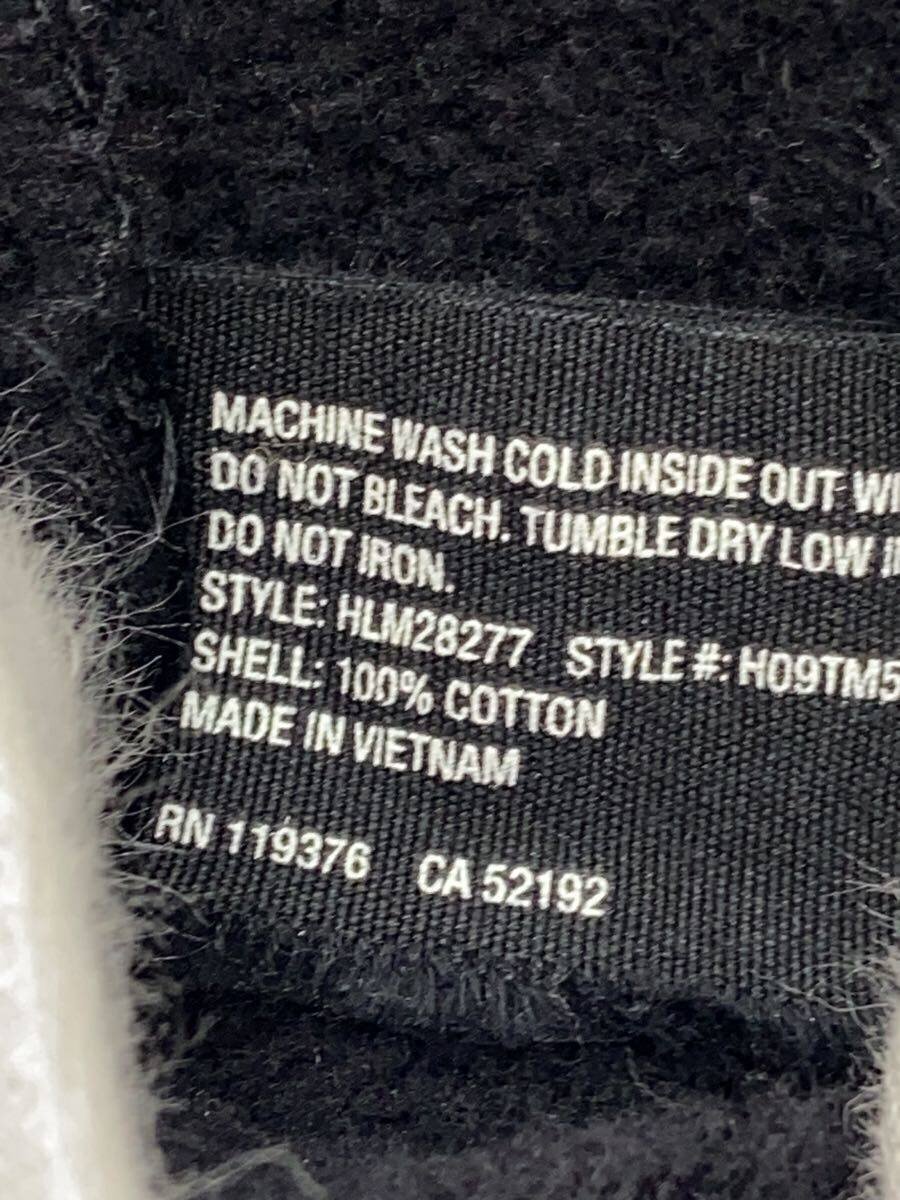 MACHINE WASH COLD INSIDE OUT
DO NOT BLEACH. TUMBLE DRY LOW
DO NOT IRON.
STYLE: HLM28277 STYLE #: H09TM5
SHELL: 100% COTTON
MADE IN VIETNAM
RN 119376 CA 52192